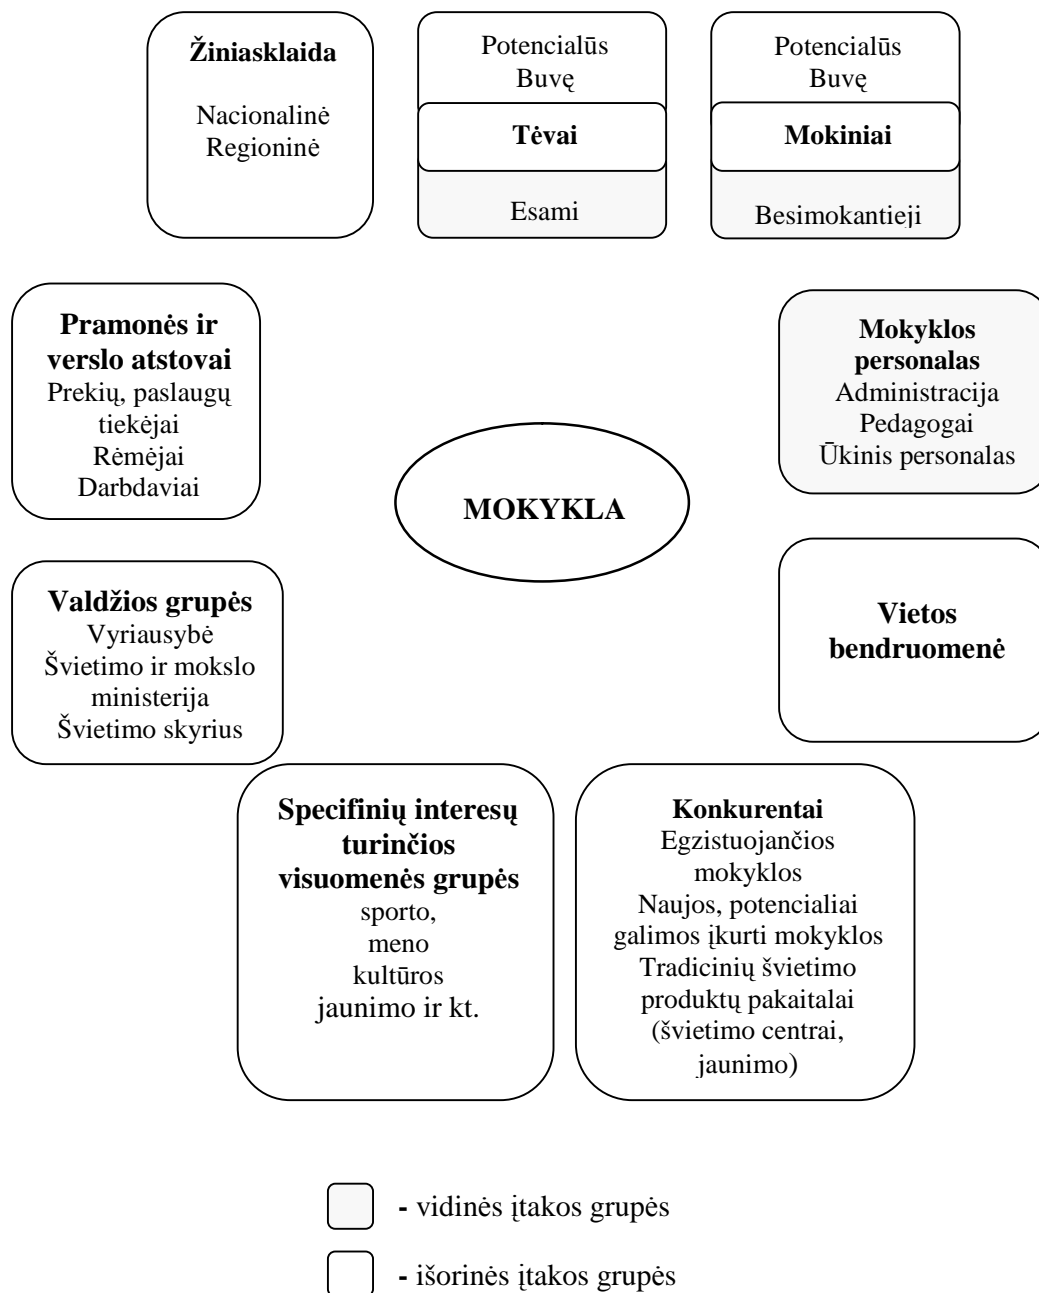 Žiniasklaida
Nacionalinė
Regioninė
Potencialūs
Buvę
Tėvai
Esami
Potencialūs
Buvę
Mokiniai
Besimokantieji
Pramonės ir
verslo atstovai
Prekių, paslaugų
tiekėjai
Rėmėjai
Darbdaviai
Mokyklos
personalas
Administracija
Pedagogai
Ūkinis personalas
MOKYKLA
Valdžios grupės
Vyriausybė
Švietimo ir mokslo
ministerija
Švietimo skyrius
Vietos
bendruomenė
Specifinių interesų
turinčios
visuomenės grupės
sporto,
meno
kultūros
jaunimo ir kt.
Konkurentai
Egzistuojančios
mokyklos
Naujos, potencialiai
galimos įkurti mokyklos
Tradicinių švietimo
produktų pakaitalai
(švietimo centrai,
jaunimo)
- vidinės įtakos grupės
- išorinės įtakos grupės